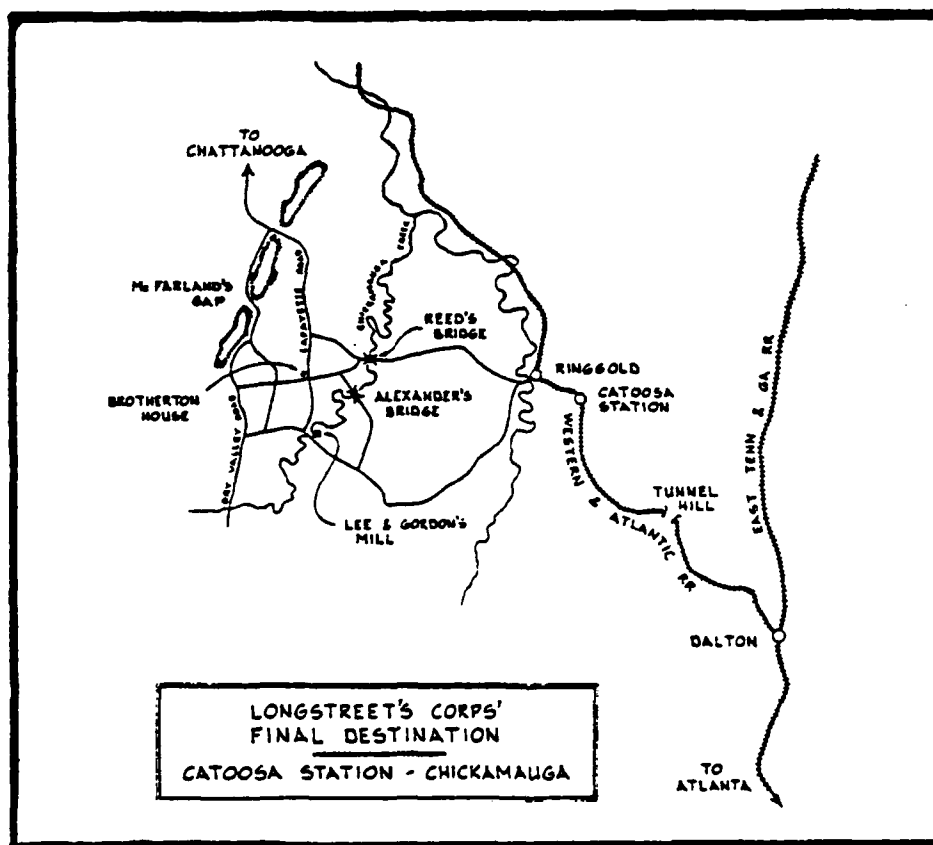 TO
CHATTANOOGA
McFARLAND'S
GAP
LAFAYETTE ROAD
CHICKAMAUGA CREEK
REED'S
BRIDGE
BROTHERTON
HOUSE
ALEXANDER'S
BRIDGE
DRY VALLEY ROAD
LEE & GORDON'S
MILL
RINGGOLD
CATOOSA
STATION
WESTERN & ATLANTIC RR
TUNNEL
HILL
EAST TENN & GA RR
DALTON
TO
ATLANTA
LONGSTREET'S CORPS'
FINAL DESTINATION
CATOOSA STATION - CHICKAMAUGA